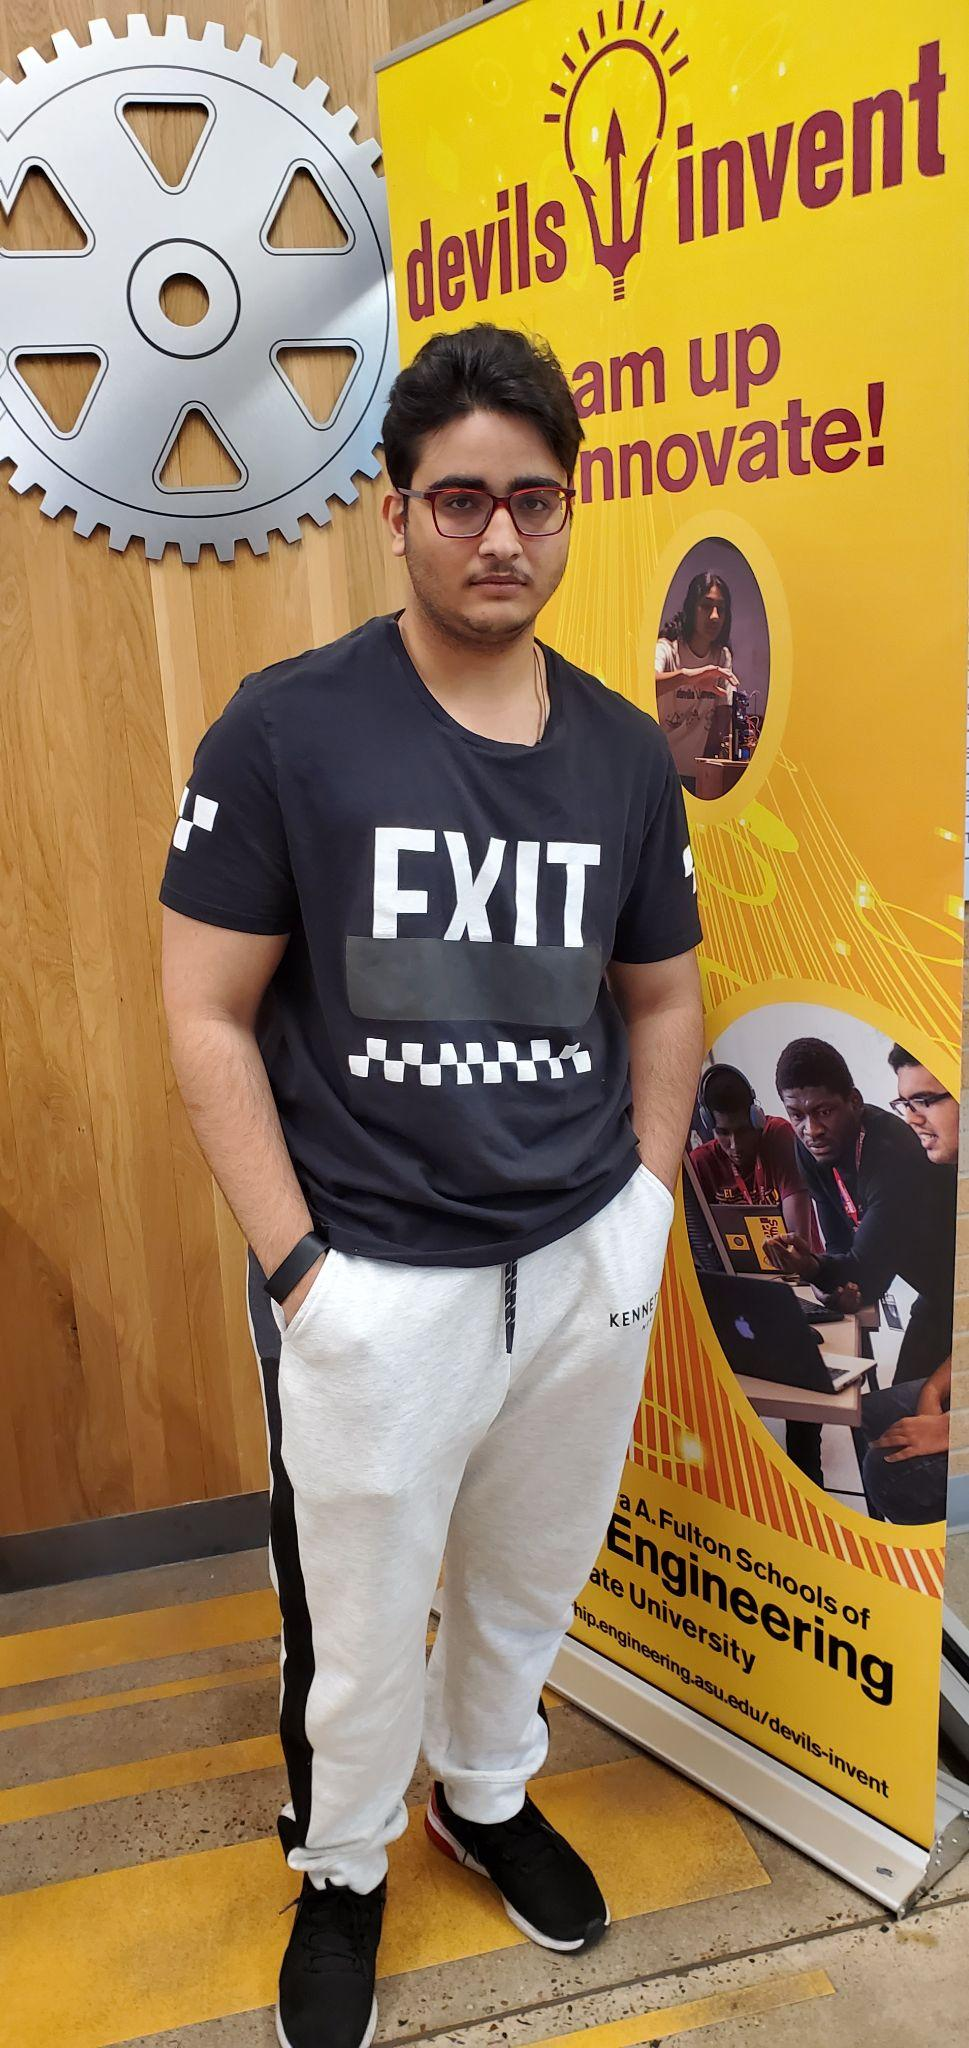 devils invent
am up
nnovate!
EXIT
KENNE
a A. Fulton Schools of
Engineering
ate University
hip.engineering.asu.edu/devils-invent